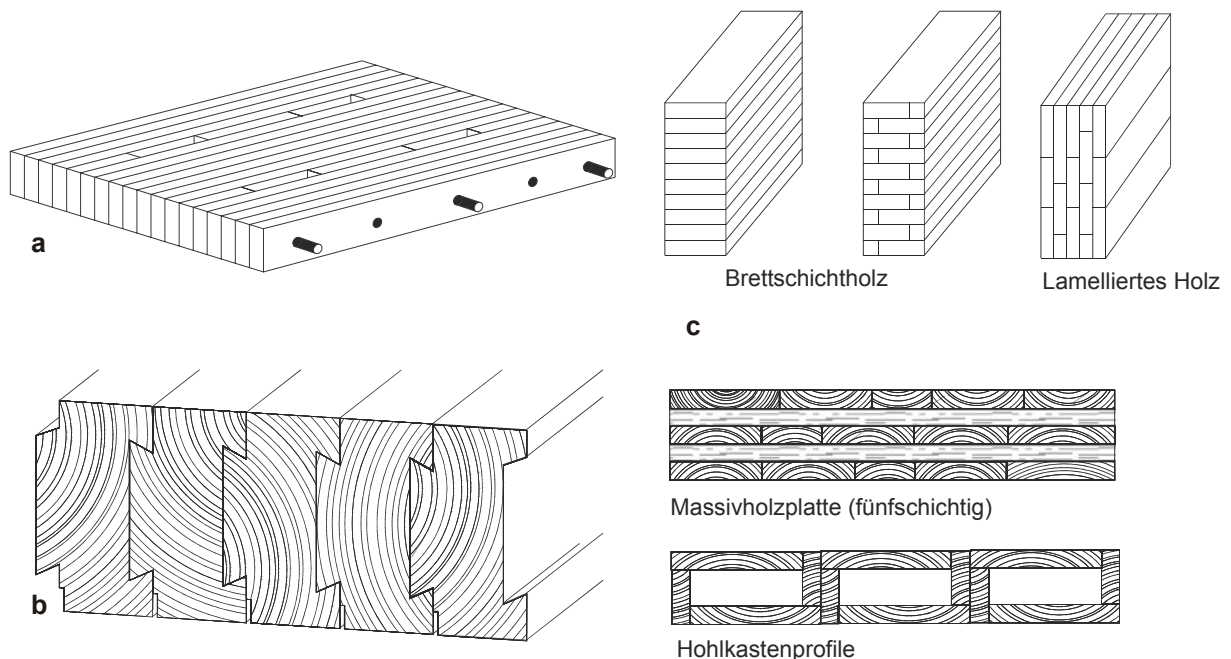 a
Brettschichtholz
Lamelliertes Holz
c
b
Massivholzplatte (fünfschichtig)
Hohlkastenprofile